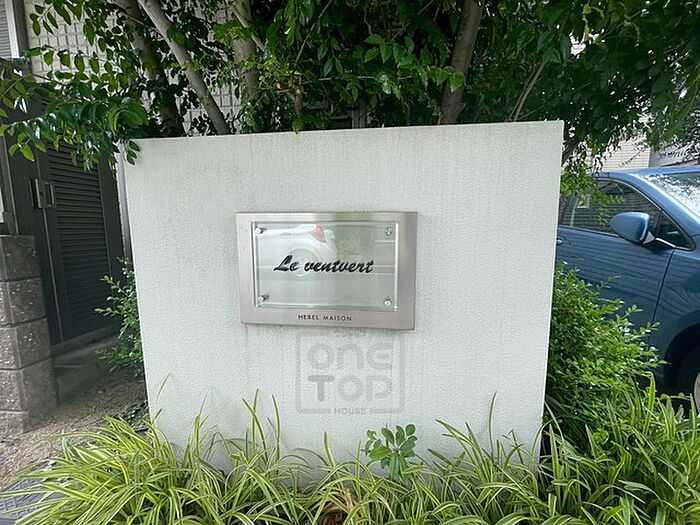 Le ventvert
HEBEL MAISON
one
TOP
HOUSE